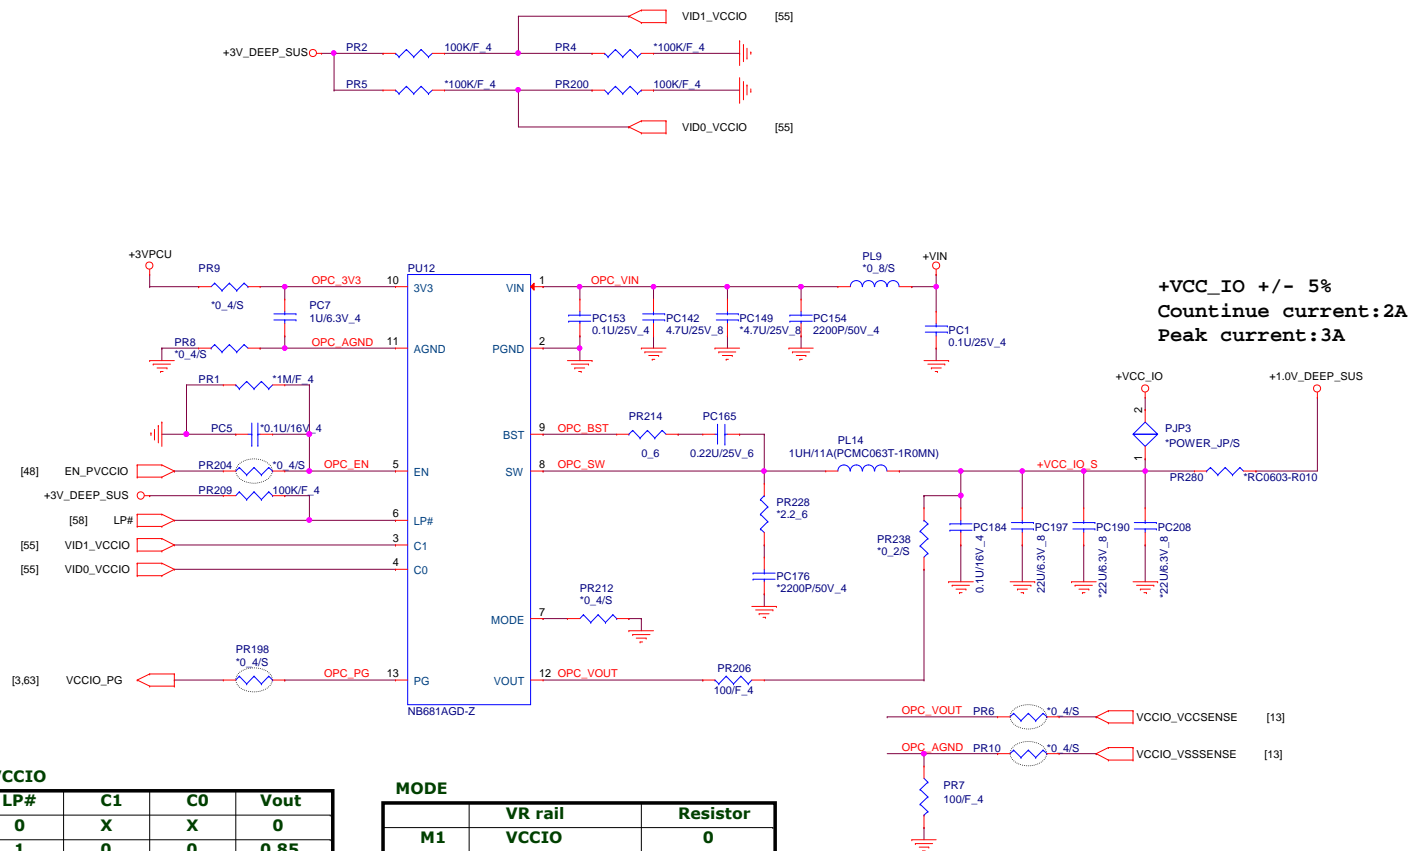 VID1_VCCIO [55]
+3V_DEEP_SUS PR2 100K/F_4 PR4 *100K/F_4
PR5 *100K/F_4 PR200 100K/F_4
VID0_VCCIO [55]
+3VPCU
PR9
*0_4/S
OPC_3V3 10
PC7
1U/6.3V_4
PR8
*0_4/S
OPC_AGND 11
PR1 *1M/F_4
PC5 *0.1U/16V_4
[48] EN_PVCCIO PR204 *0_4/S OPC_EN 5
+3V_DEEP_SUS PR209 100K/F_4
[58] LP# 6
[55] VID1_VCCIO 3
[55] VID0_VCCIO 4
PR198
*0_4/S
[3,63] VCCIO_PG OPC_PG 13
PU12
3V3 VIN
AGND PGND
BST
EN SW
LP#
C1
C0
MODE
PG VOUT
NB681AGD-Z
1 OPC_VIN
PL9
*0_8/S
+VIN
PC153
0.1U/25V_4
PC142
4.7U/25V_8
PC149
*4.7U/25V_8
PC154
2200P/50V_4
PC1
0.1U/25V_4
2
9 OPC_BST
PR214
0_6
PC165
0.22U/25V_6
8 OPC_SW
PL14
1UH/11A(PCMC063T-1R0MN)
+VCC_IO_S
PR228
*2.2_6
PC176
*2200P/50V_4
PR238
*0_2/S
PC184
0.1U/16V_4
PC197
22U/6.3V_8
PC190
*22U/6.3V_8
PC208
*22U/6.3V_8
7
PR212
*0_4/S
12 OPC_VOUT
PR206
100/F_4
+VCC_IO +/- 5%
Countinue current:2A
Peak current:3A
+VCC_IO
+1.0V_DEEP_SUS
2
PJP3
*POWER_JP/S
1
PR280 *RC0603-R010
OPC_VOUT PR6 *0_4/S VCCIO_VCCSENSE [13]
OPC_AGND PR10 *0_4/S VCCIO_VSSSENSE [13]
PR7
100/F_4
VCCIO
LP# C1 C0 Vout
0 X X 0
1 0 0 0.85
MODE
VR rail Resistor
M1 VCCIO 0